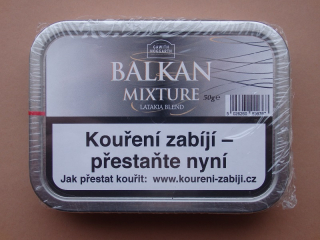 BALKAN
MIXTURE
LATAKIA BLEND
50g e
Kouření zabíjí –
přestaňte nyní
Jak přestat kouřit: www.koureni-zabiji.cz